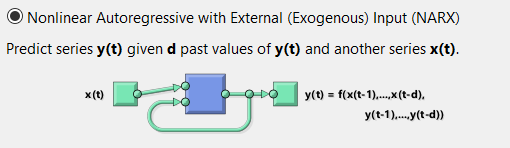 Nonlinear Autoregressive with External (Exogenous) Input (NARX)
Predict series y(t) given d past values of y(t) and another series x(t).
x(t)
y(t) = f(x(t-1),...,x(t-d),
y(t-1),...,y(t-d))